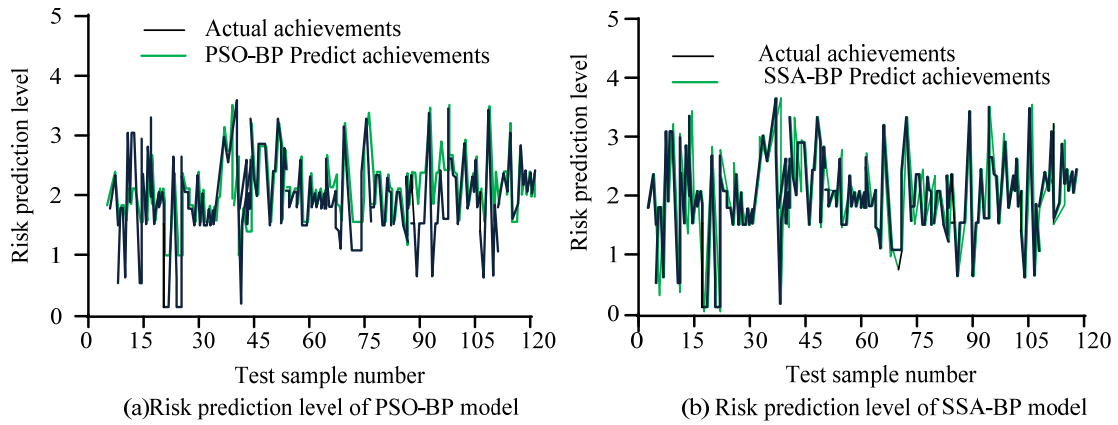 5
4
3
2
1
0
Risk prediction level
Actual achievements
PSO-BP Predict achievements
0 15 30 45 60 75 90 105 120
Test sample number
(a)Risk prediction level of PSO-BP model
5
4
3
2
1
0
Risk prediction level
Actual achievements
SSA-BP Predict achievements
0 15 30 45 60 75 90 105 120
Test sample number
(b) Risk prediction level of SSA-BP model